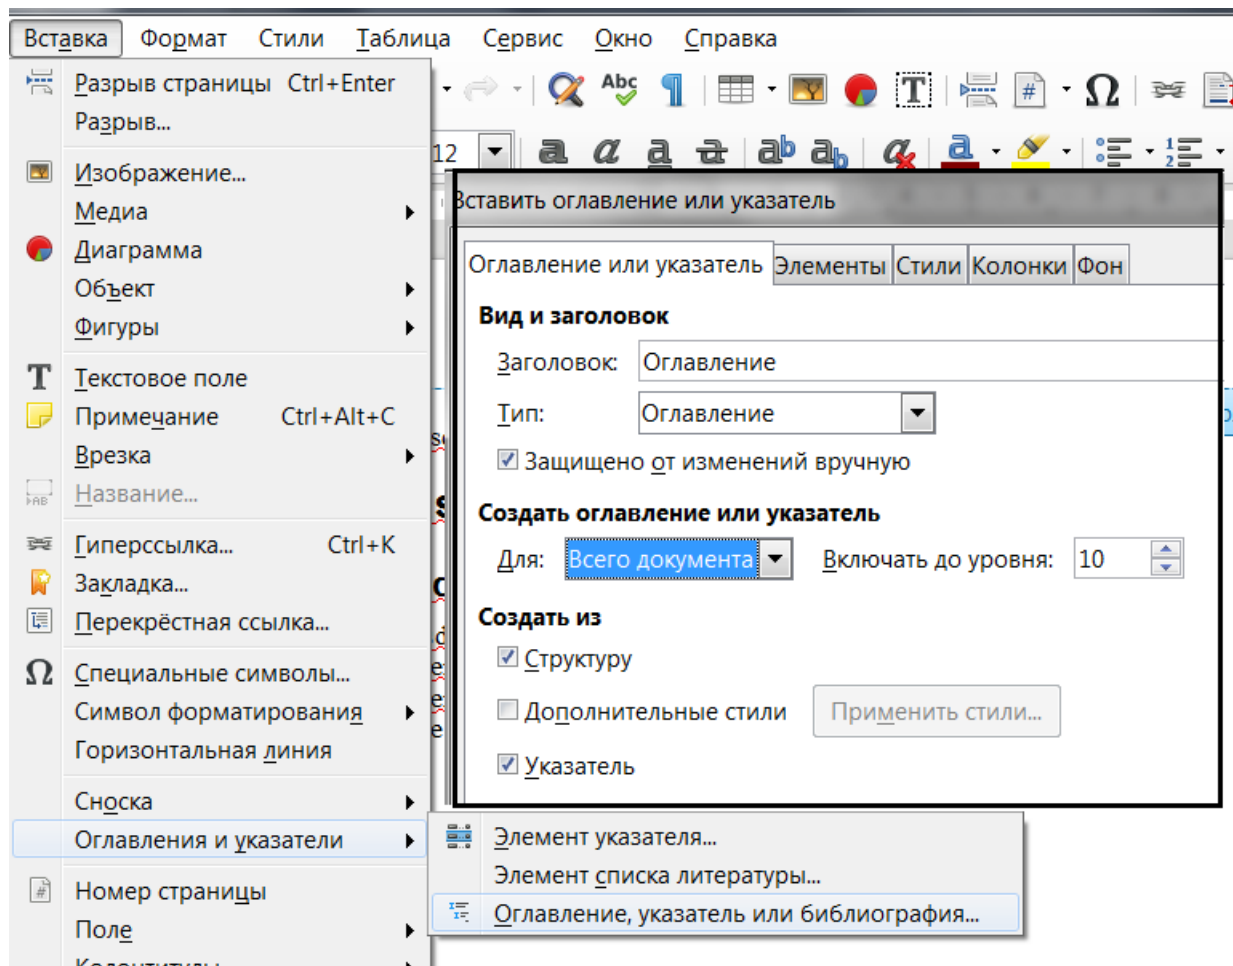 Вставка Формат Стили Таблица Сервис Окно Справка
Разрыв страницы Ctrl+Enter
Разрыв...
Изображение...
Медиа
Диаграмма
Объект
Фигуры
Текстовое поле
Примечание Ctrl+Alt+C
Врезка
Название...
Гиперссылка... Ctrl+K
Закладка...
Перекрёстная ссылка...
Специальные символы...
Символ форматирования
Горизонтальная линия
Сноска
Оглавления и указатели
Номер страницы
Поле
Колонтитулы
Abc
12
Вставить оглавление или указатель
Оглавление или указатель Элементы Стили Колонки Фон
Вид и заголовок
Заголовок: Оглавление
Тип: Оглавление
Защищено от изменений вручную
Создать оглавление или указатель
Для: Всего документа Включать до уровня: 10
Создать из
Структуру
Дополнительные стили Применить стили...
Указатель
Элемент указателя...
Элемент списка литературы...
Оглавление, указатель или библиография...